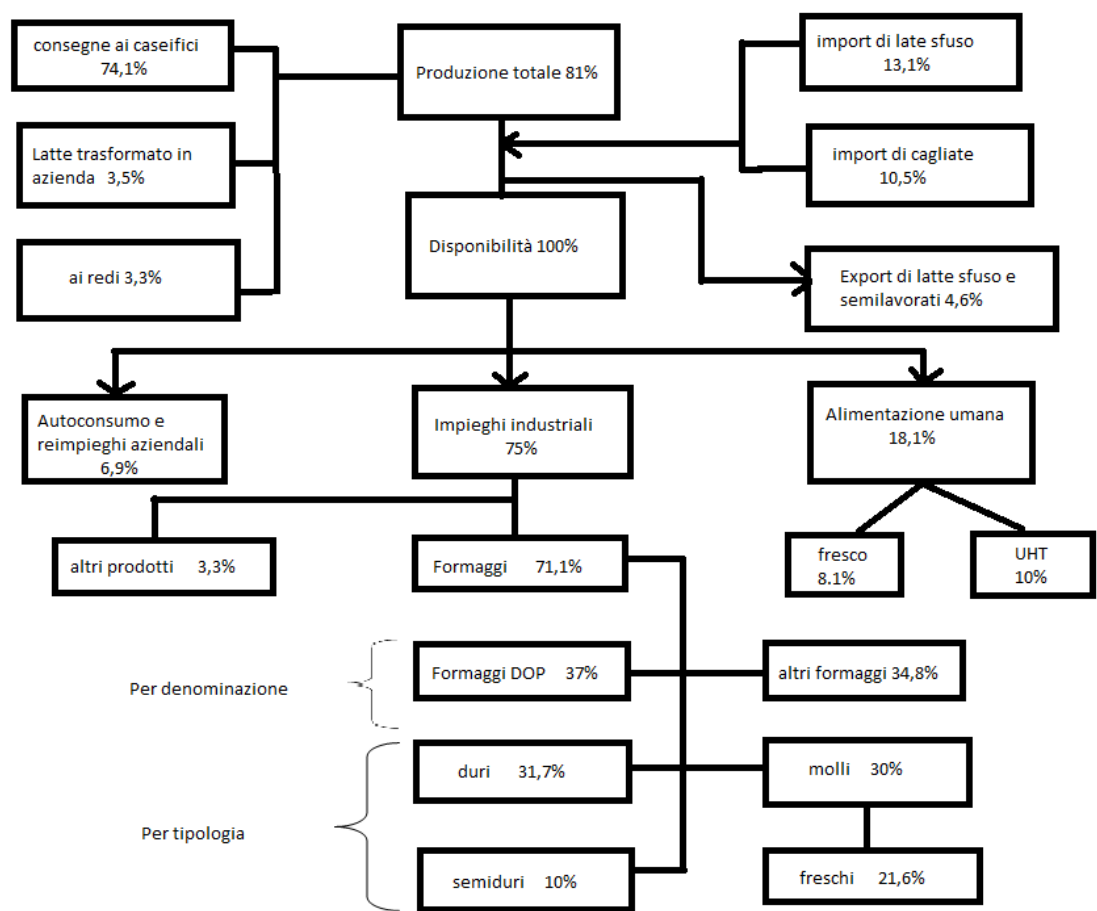 consegne ai caseifici
74,1%
Produzione totale 81%
import di late sfuso
13,1%
Latte trasformato in
azienda 3,5%
import di cagliate
10,5%
ai redi 3,3%
Disponibilità 100%
Export di latte sfuso e
semilavorati 4,6%
Autoconsumo e
reimpieghi aziendali
6,9%
Impieghi industriali
75%
Alimentazione umana
18,1%
altri prodotti 3,3%
Formaggi 71,1%
fresco
8.1%
UHT
10%
Per denominazione
Formaggi DOP 37%
altri formaggi 34,8%
Per tipologia
duri 31,7%
molli 30%
semiduri 10%
freschi 21,6%